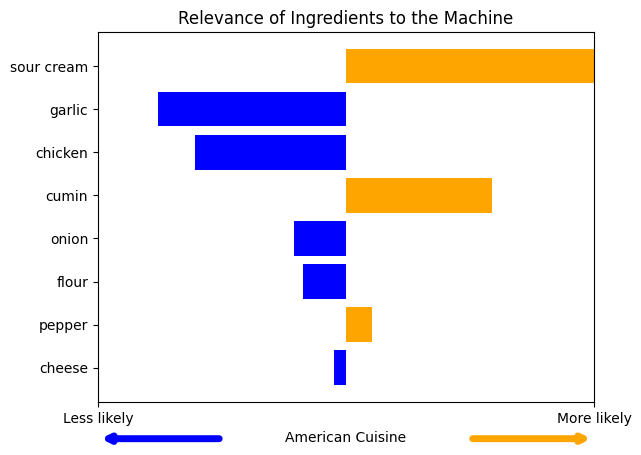 Relevance of Ingredients to the Machine
sour cream
garlic
chicken
cumin
onion
flour
pepper
cheese
Less likely
More likely
American Cuisine